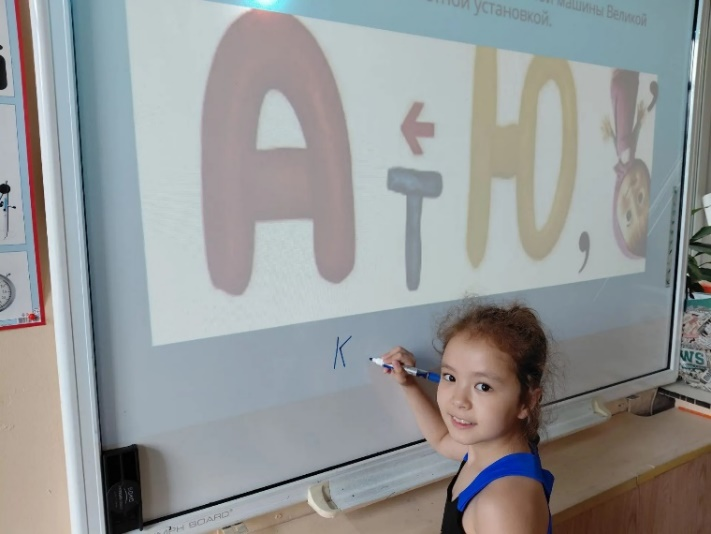 машины Великой
установкой.
А ← Т Ю , ,
К